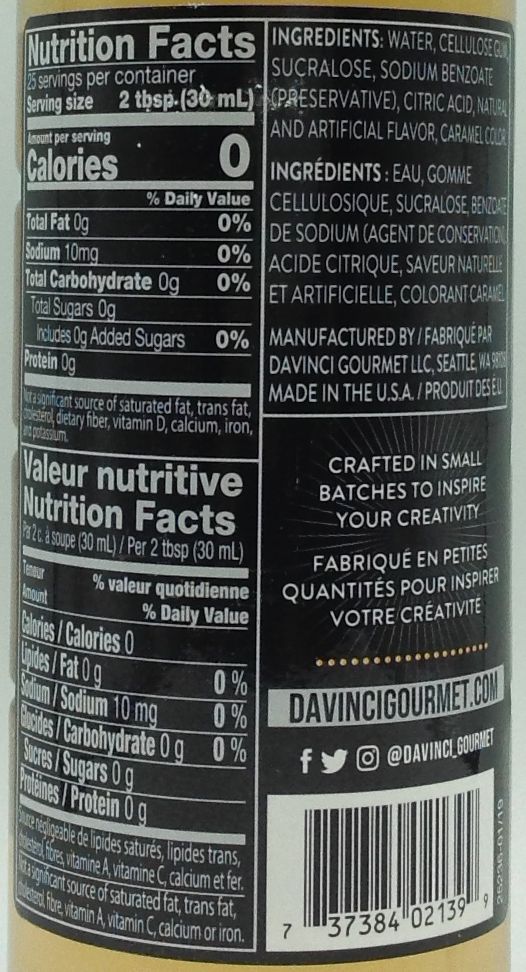 Nutrition Facts
25 servings per container
Serving size 2 tbsp. (30 mL)
Amount per serving
Calories 0
% Daily Value
Total Fat 0g 0%
Sodium 10mg 0%
Total Carbohydrate 0g 0%
Total Sugars 0g
Includes 0g Added Sugars 0%
Protein 0g
Not a significant source of saturated fat, trans fat,
cholesterol, dietary fiber, vitamin D, calcium, iron,
and potassium.
Valeur nutritive
Nutrition Facts
Par 2 c. à soupe (30 mL) / Per 2 tbsp (30 mL)
Teneur
Amount
% valeur quotidienne
% Daily Value
Calories / Calories 0
Lipides / Fat 0 g 0 %
Sodium / Sodium 10 mg 0 %
Glucides / Carbohydrate 0 g 0 %
Sucres / Sugars 0 g
Protéines / Protein 0 g
Source négligeable de lipides saturés, lipides trans,
cholestérol, fibres, vitamine A, vitamine C, calcium et fer.
Not a significant source of saturated fat, trans fat,
cholesterol, fibre, vitamin A, vitamin C, calcium or iron.
INGREDIENTS: WATER, CELLULOSE GUM,
SUCRALOSE, SODIUM BENZOATE
(PRESERVATIVE), CITRIC ACID, NATURAL
AND ARTIFICIAL FLAVOR, CARAMEL COLOR
INGRÉDIENTS : EAU, GOMME
CELLULOSIQUE, SUCRALOSE, BENZOATE
DE SODIUM (AGENT DE CONSERVATION),
ACIDE CITRIQUE, SAVEUR NATURELLE
ET ARTIFICIELLE, COLORANT CARAMEL
MANUFACTURED BY / FABRIQUÉ PAR
DAVINCI GOURMET LLC, SEATTLE, WA
MADE IN THE U.S.A. / PRODUIT DES É.U.
CRAFTED IN SMALL
BATCHES TO INSPIRE
YOUR CREATIVITY
FABRIQUÉ EN PETITES
QUANTITÉS POUR INSPIRER
VOTRE CRÉATIVITÉ
DAVINCIGOURMET.COM
@DAVINCI_GOURMET
7 37384 02139 9
25236-01/19